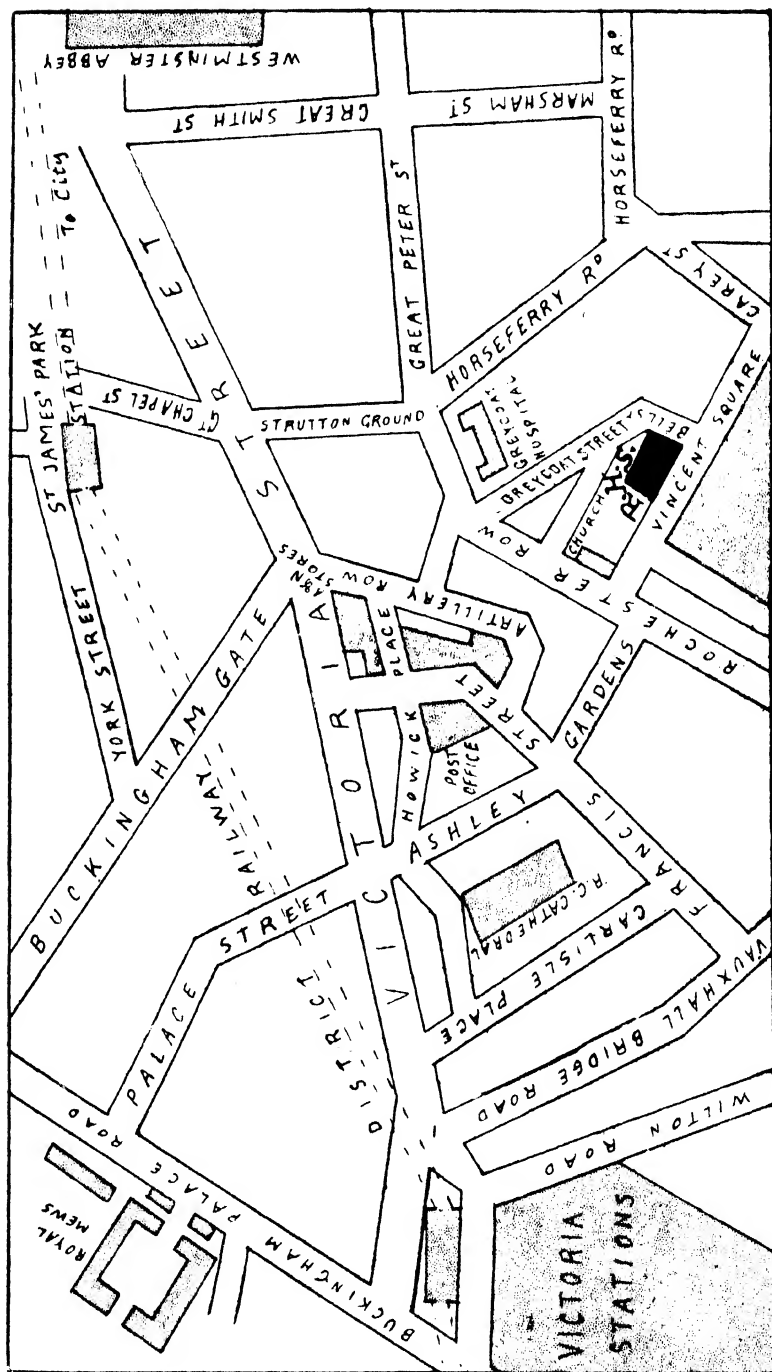 WESTMINSTER ABBEY
To City
GREAT SMITH ST
MARSHAM ST.
HORSEFERRY RD
GREAT PETER ST
ST JAMES' PARK
STATION
GT CHAPEL ST
STRUTTON GROUND
HORSEFERRY RD
CAREY ST
GREYCOAT
HOSPITAL
GREYCOAT STREET
BELL ST
R.H.S.
VINCENT SQUARE
CHURCH
ROCHESTER ROW
ROCHESTER
YORK STREET
BUCKINGHAM GATE
VICTORIA STREET
A&N STORES
ARTILLERY ROW
HOWICK PLACE
POST
OFFICE
FRANCIS STREET
ASHLEY GARDENS
R.C. CATHEDRAL
CARLISLE PLACE
VAUXHALL BRIDGE ROAD
WILTON ROAD
PALACE STREET
DISTRICT RAILWAY
BUCKINGHAM PALACE ROAD
ROYAL
MEWS
VICTORIA
STATIONS